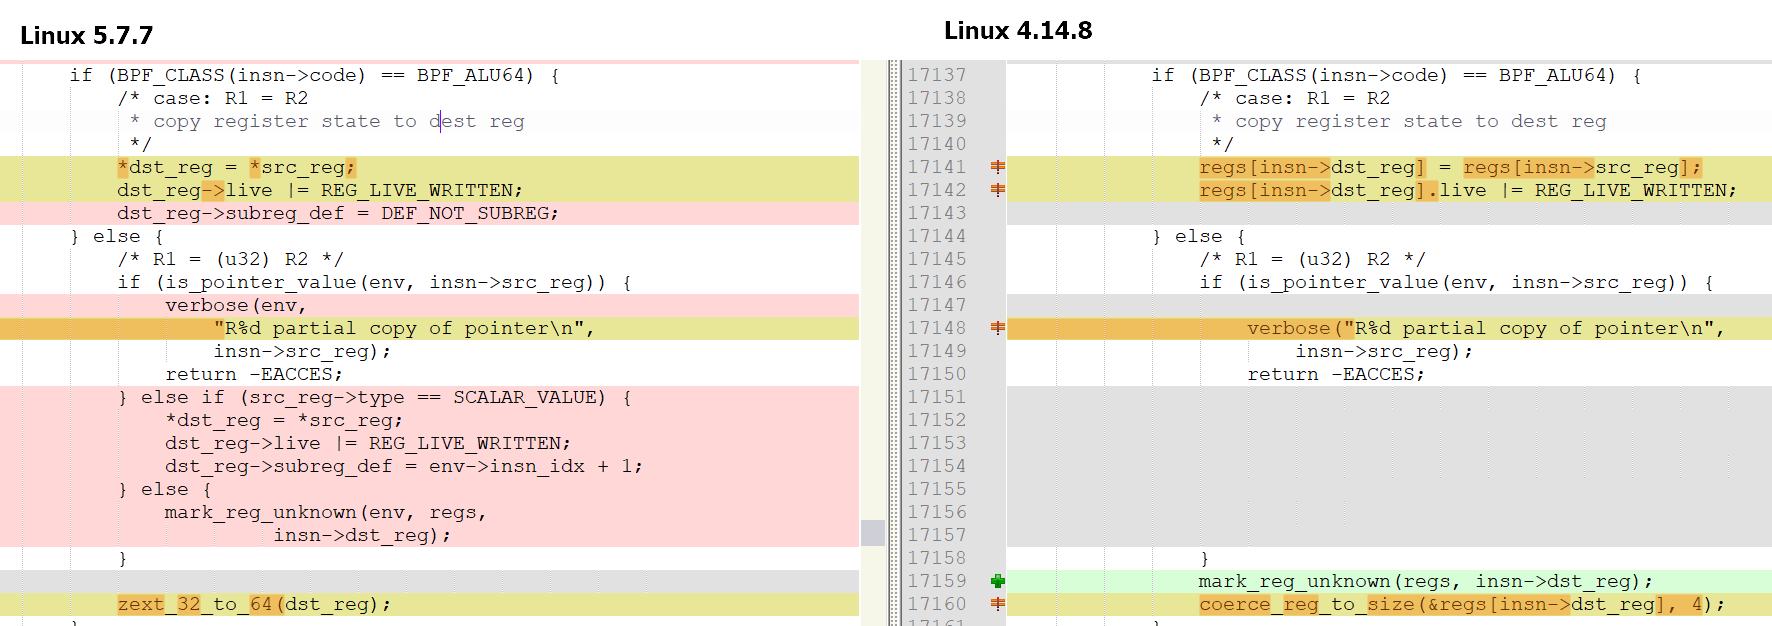 Linux 5.7.7
if (BPF_CLASS(insn->code) == BPF_ALU64) {
/* case: R1 = R2
* copy register state to dest reg
*/
*dst_reg = *src_reg;
dst_reg->live |= REG_LIVE_WRITTEN;
dst_reg->subreg_def = DEF_NOT_SUBREG;
} else {
/* R1 = (u32) R2 */
if (is_pointer_value(env, insn->src_reg)) {
verbose(env,
"R%d partial copy of pointer\n",
insn->src_reg);
return -EACCES;
} else if (src_reg->type == SCALAR_VALUE) {
*dst_reg = *src_reg;
dst_reg->live |= REG_LIVE_WRITTEN;
dst_reg->subreg_def = env->insn_idx + 1;
} else {
mark_reg_unknown(env, regs,
insn->dst_reg);
}
zext_32_to_64(dst_reg);
Linux 4.14.8
17137 if (BPF_CLASS(insn->code) == BPF_ALU64) {
17138 /* case: R1 = R2
17139 * copy register state to dest reg
17140 */
17141 regs[insn->dst_reg] = regs[insn->src_reg];
17142 regs[insn->dst_reg].live |= REG_LIVE_WRITTEN;
17143
17144 } else {
17145 /* R1 = (u32) R2 */
17146 if (is_pointer_value(env, insn->src_reg)) {
17147
17148 verbose("R%d partial copy of pointer\n",
17149 insn->src_reg);
17150 return -EACCES;
17151
17152
17153
17154
17155
17156
17157
17158 }
17159 mark_reg_unknown(regs, insn->dst_reg);
17160 coerce_reg_to_size(&regs[insn->dst_reg], 4);